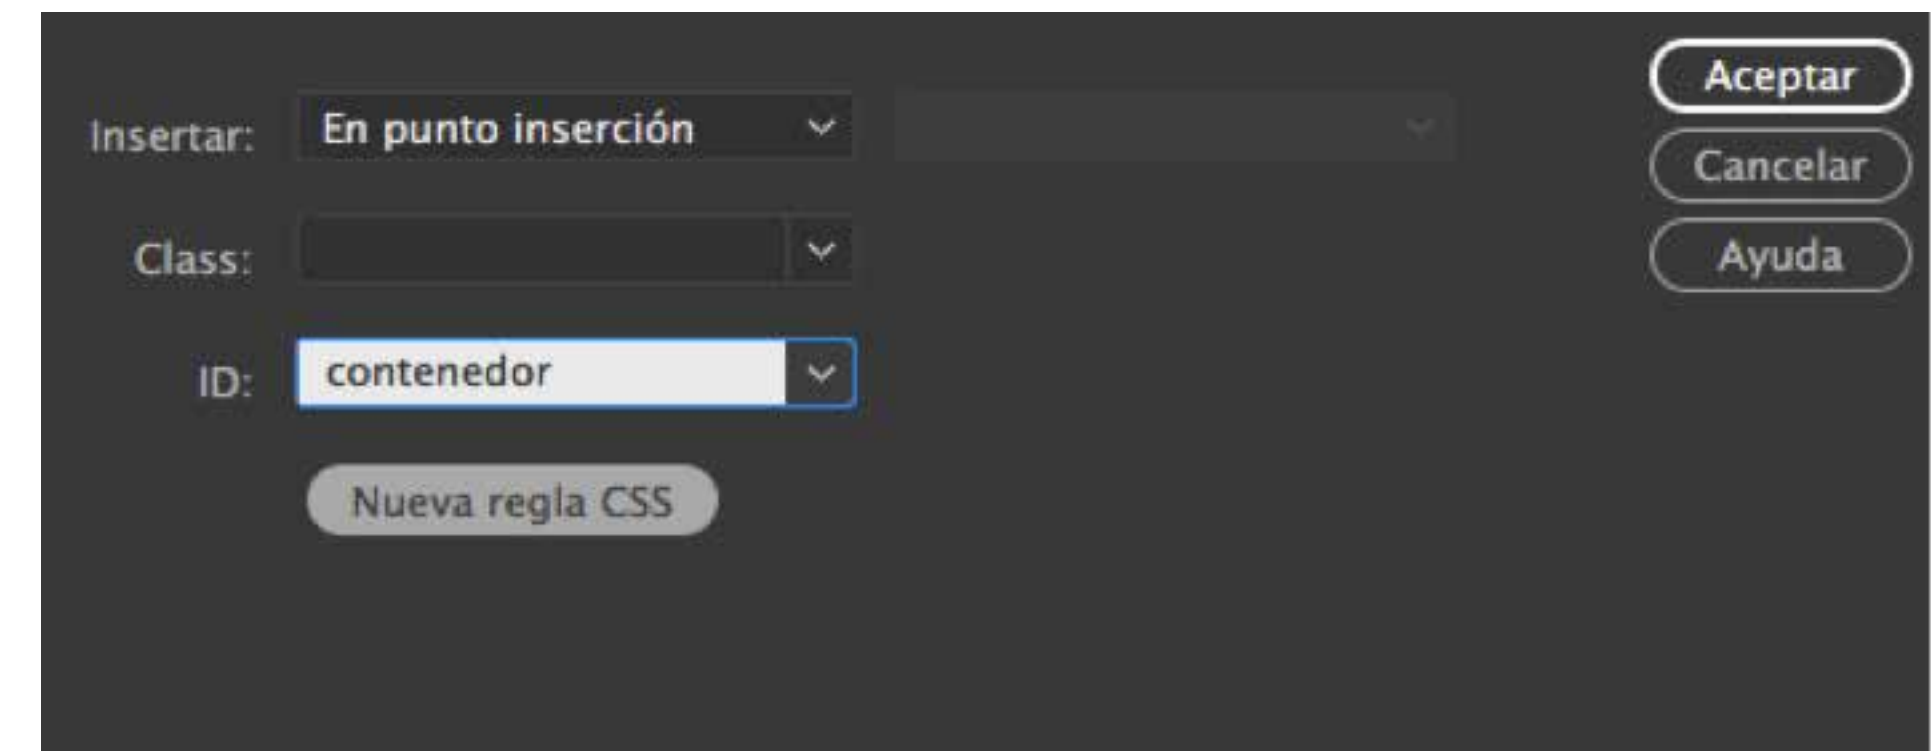 Insertar: En punto inserción
Class:
ID: contenedor
Nueva regla CSS
Aceptar
Cancelar
Ayuda